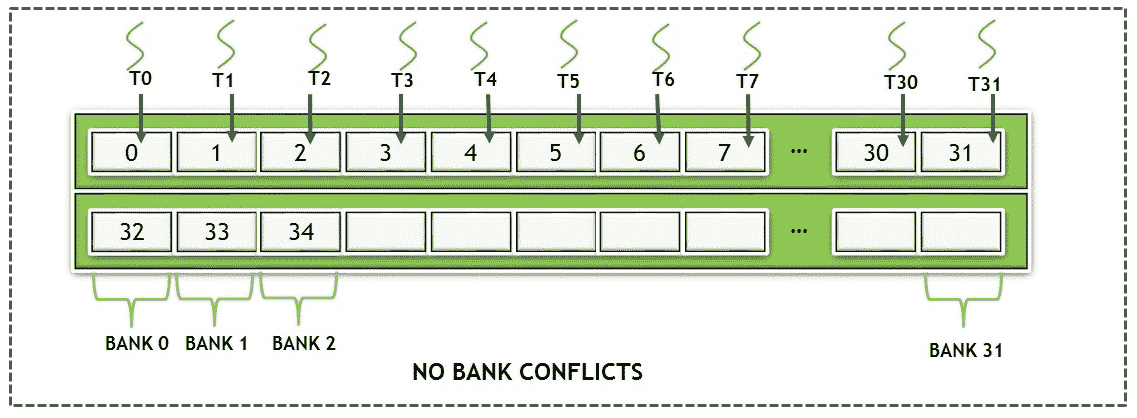 T0 T1 T2 T3 T4 T5 T6 T7 T30 T31
0 1 2 3 4 5 6 7 ... 30 31
32 33 34 ...
BANK 0 BANK 1 BANK 2 BANK 31
NO BANK CONFLICTS